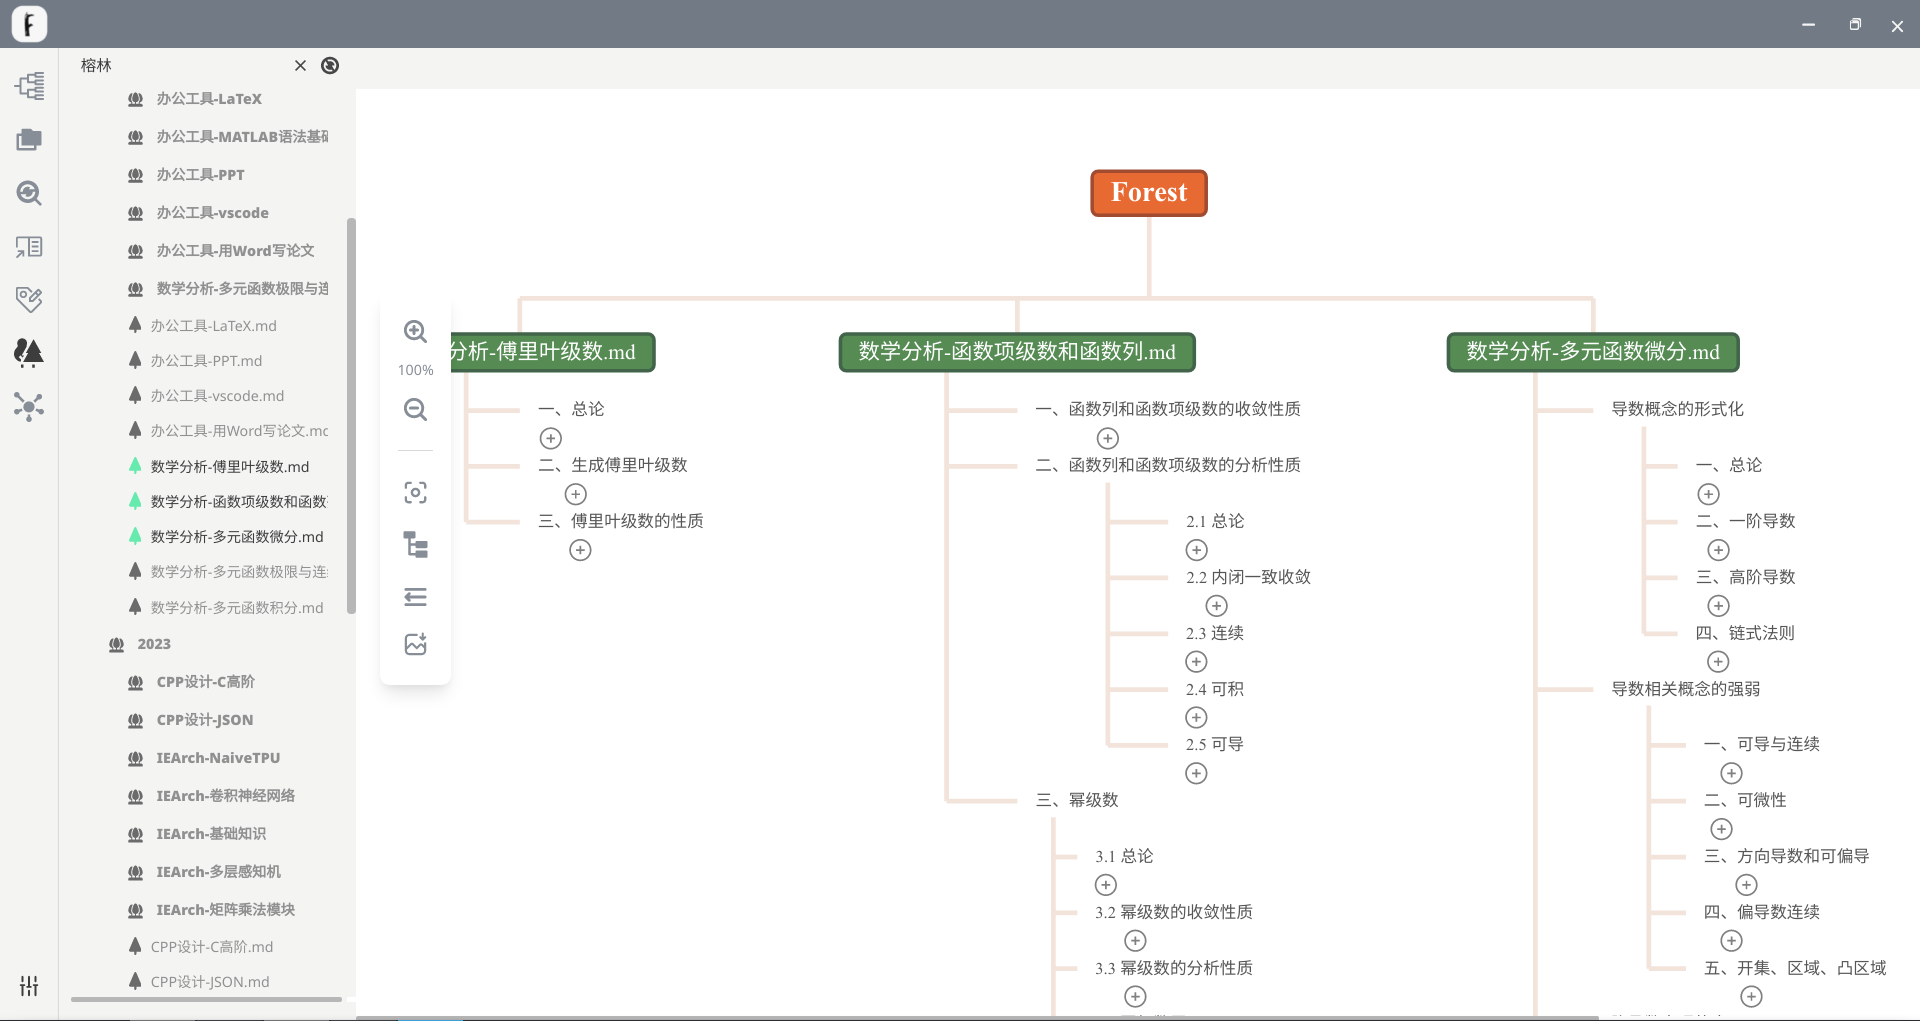 榕林
办公工具-LaTeX
办公工具-MATLAB语法基
办公工具-PPT
办公工具-vscode
办公工具-用Word写论文
数学分析-多元函数极限与连
办公工具-LaTeX.md
办公工具-PPT.md
办公工具-vscode.md
办公工具-用Word写论文.md
数学分析-傅里叶级数.md
数学分析-函数项级数和函数
数学分析-多元函数微分.md
数学分析-多元函数极限与连
数学分析-多元函数积分.md
2023
CPP设计-C高阶
CPP设计-JSON
IEArch-NaiveTPU
IEArch-卷积神经网络
IEArch-基础知识
IEArch-多层感知机
IEArch-矩阵乘法模块
CPP设计-C高阶.md
CPP设计-JSON.md
100%
Forest
分析-傅里叶级数.md
一、总论
二、生成傅里叶级数
三、傅里叶级数的性质
数学分析-函数项级数和函数列.md
一、函数列和函数项级数的收敛性质
二、函数列和函数项级数的分析性质
2.1 总论
2.2 内闭一致收敛
2.3 连续
2.4 可积
2.5 可导
三、幂级数
3.1 总论
3.2 幂级数的收敛性质
3.3 幂级数的分析性质
数学分析-多元函数微分.md
导数概念的形式化
一、总论
二、一阶导数
三、高阶导数
四、链式法则
导数相关概念的强弱
一、可导与连续
二、可微性
三、方向导数和可偏导
四、偏导数连续
五、开集、区域、凸区域